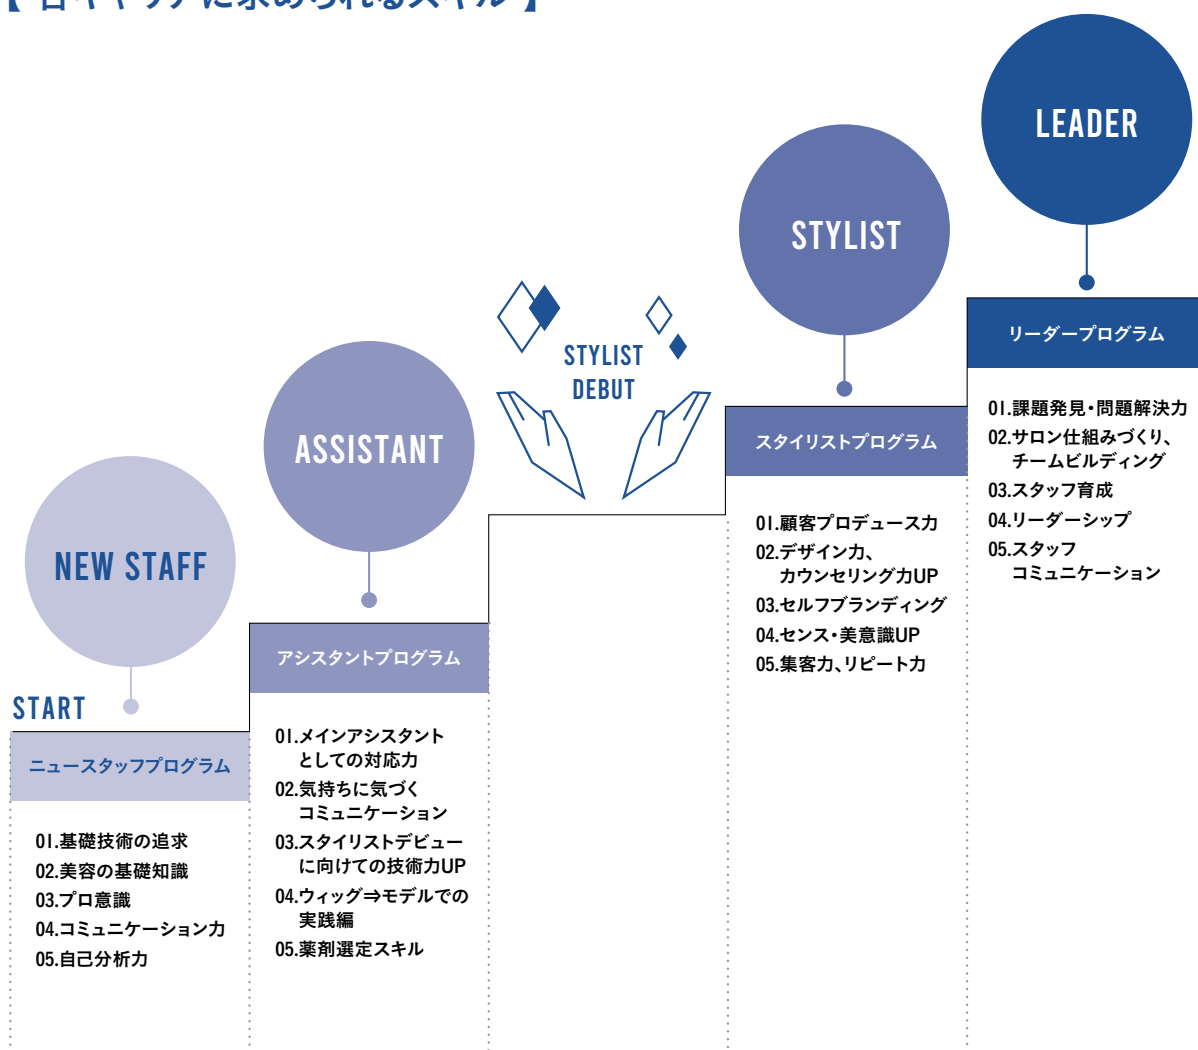 【 各キャリアに求められるスキル 】
LEADER
STYLIST
リーダープログラム
STYLIST
DEBUT
スタイリストプログラム
ASSISTANT
NEW STAFF
アシスタントプログラム
START
ニュースタッフプログラム
01.基礎技術の追求
02.美容の基礎知識
03.プロ意識
04.コミュニケーション力
05.自己分析力
01.メインアシスタント
としての対応力
02.気持ちに気づく
コミュニケーション
03.スタイリストデビュー
に向けての技術力UP
04.ウィッグ⇒モデルでの
実践編
05.薬剤選定スキル
01.顧客プロデュース力
02.デザイン力、
カウンセリング力UP
03.セルフブランディング
04.センス・美意識UP
05.集客力、リピート力
01.課題発見・問題解決力
02.サロン仕組みづくり、
チームビルディング
03.スタッフ育成
04.リーダーシップ
05.スタッフ
コミュニケーション